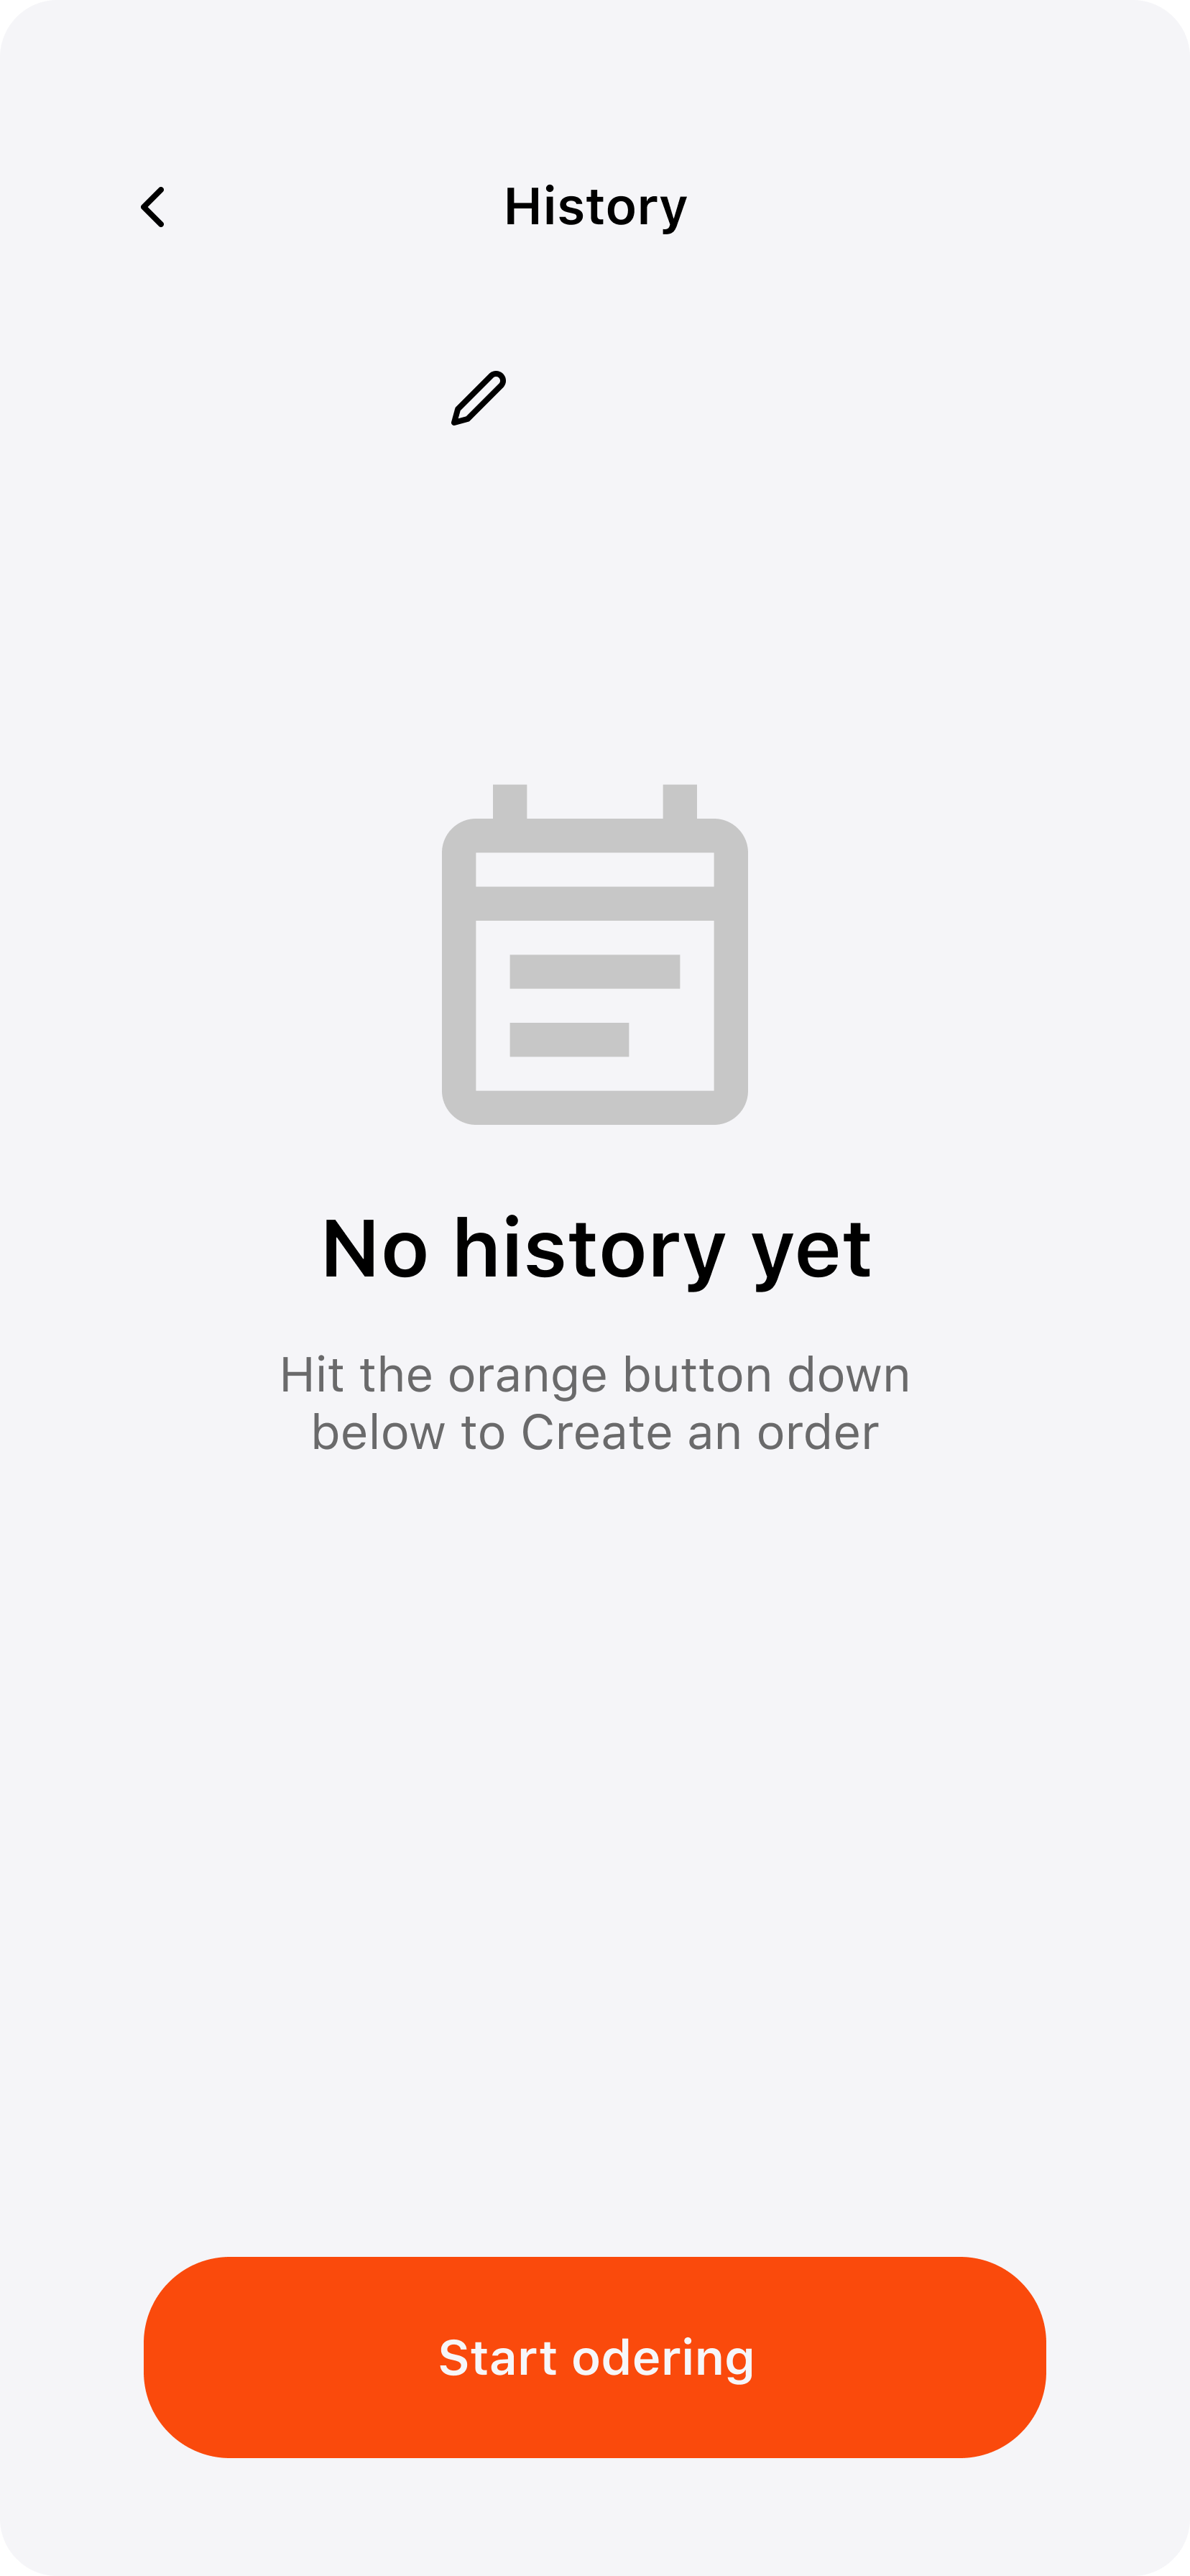 History
No history yet
Hit the orange button down
below to Create an order
Start odering